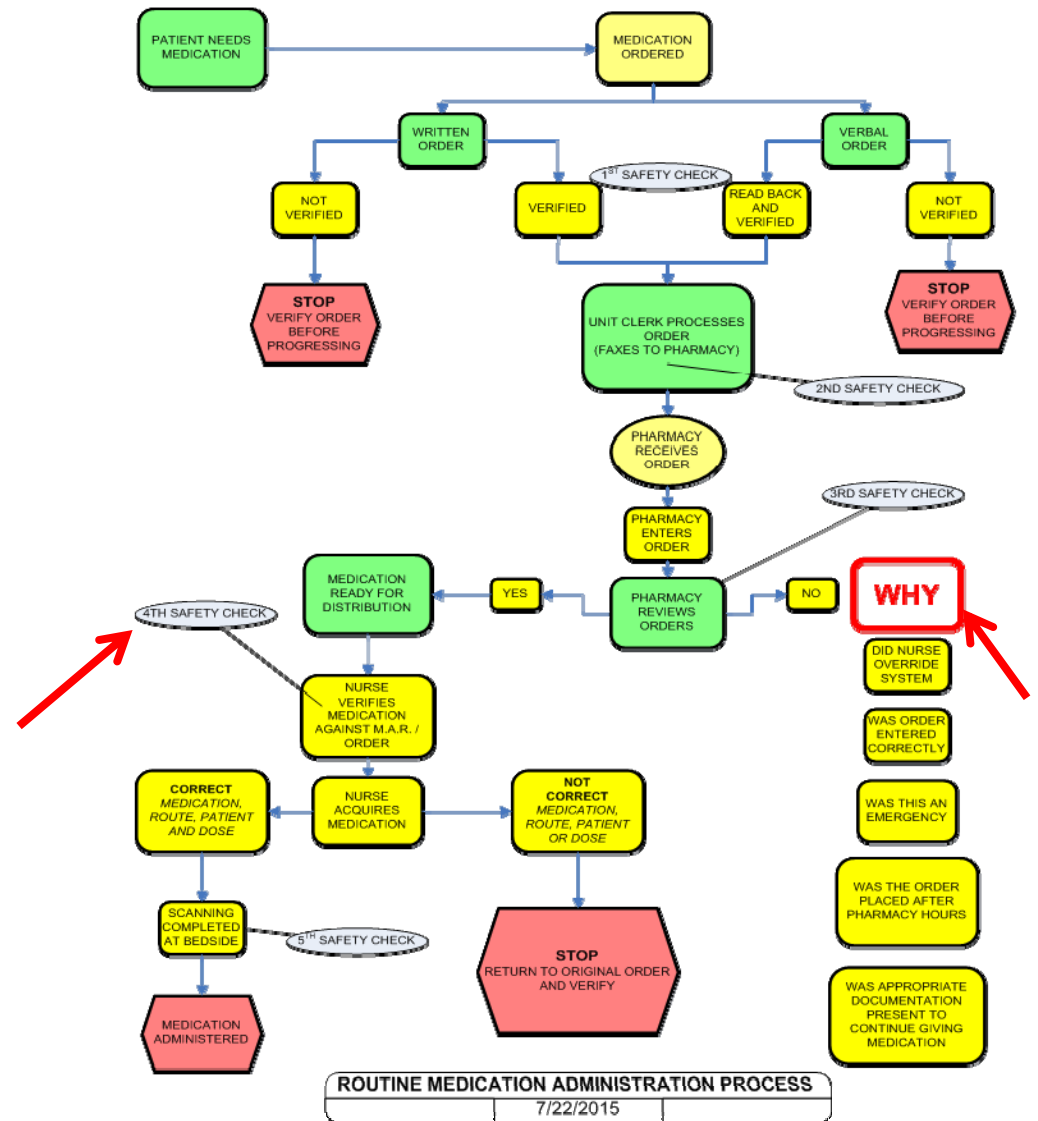 PATIENT NEEDS
MEDICATION
MEDICATION
ORDERED
WRITTEN
ORDER
VERBAL
ORDER
1ST SAFETY CHECK
NOT
VERIFIED
VERIFIED
READ BACK
AND
VERIFIED
NOT
VERIFIED
STOP
VERIFY ORDER
BEFORE
PROGRESSING
STOP
VERIFY ORDER
BEFORE
PROGRESSING
UNIT CLERK PROCESSES
ORDER
(FAXES TO PHARMACY)
2ND SAFETY CHECK
PHARMACY
RECEIVES
ORDER
3RD SAFETY CHECK
PHARMACY
ENTERS
ORDER
MEDICATION
READY FOR
DISTRIBUTION
YES
PHARMACY
REVIEWS
ORDERS
NO
WHY
4TH SAFETY CHECK
DID NURSE
OVERRIDE
SYSTEM
NURSE
VERIFIES
MEDICATION
AGAINST M.A.R. /
ORDER
WAS ORDER
ENTERED
CORRECTLY
CORRECT
MEDICATION,
ROUTE, PATIENT
AND DOSE
NURSE
ACQUIRES
MEDICATION
NOT
CORRECT
MEDICATION,
ROUTE, PATIENT
OR DOSE
WAS THIS AN
EMERGENCY
WAS THE ORDER
PLACED AFTER
PHARMACY HOURS
SCANNING
COMPLETED
AT BEDSIDE
5TH SAFETY CHECK
STOP
RETURN TO ORIGINAL ORDER
AND VERIFY
WAS APPROPRIATE
DOCUMENTATION
PRESENT TO
CONTINUE GIVING
MEDICATION
MEDICATION
ADMINISTERED
ROUTINE MEDICATION ADMINISTRATION PROCESS
7/22/2015